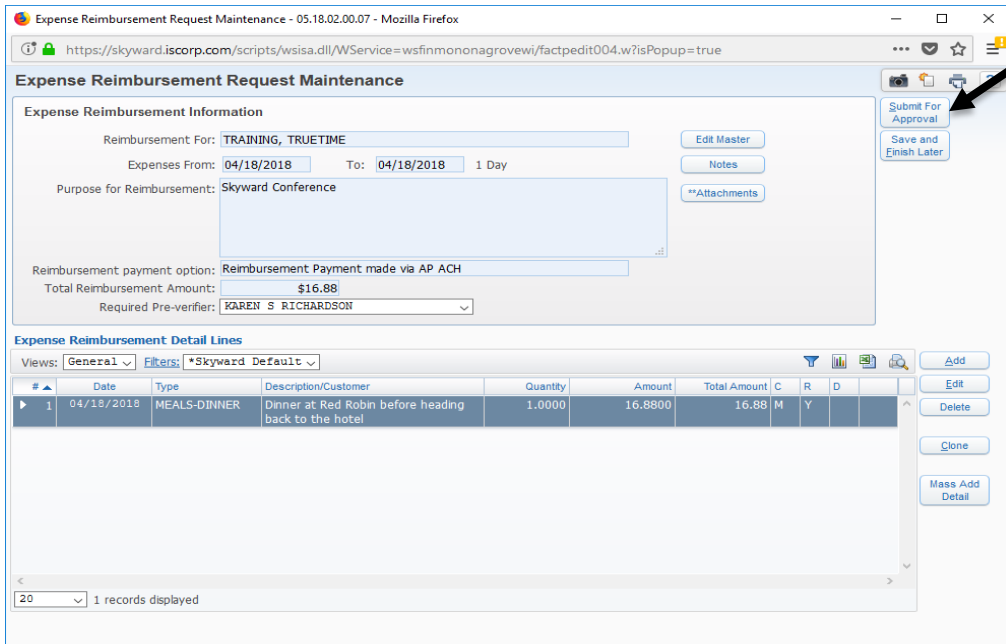 Expense Reimbursement Request Maintenance - 05.18.02.00.07 - Mozilla Firefox
https://skyward.iscorp.com/scripts/wsisa.dll/WService=wsfinmononagrovewi/factpedit004.w?isPopup=true
Expense Reimbursement Request Maintenance
Submit For
Approval
Save and
Finish Later
Expense Reimbursement Information
Reimbursement For: TRAINING, TRUETIME
Edit Master
Expenses From: 04/18/2018 To: 04/18/2018 1 Day
Notes
Purpose for Reimbursement: Skyward Conference
**Attachments
Reimbursement payment option: Reimbursement Payment made via AP ACH
Total Reimbursement Amount: $16.88
Required Pre-verifier: KAREN S RICHARDSON
Expense Reimbursement Detail Lines
Views: General Filters: *Skyward Default
Add
# Date Type Description/Customer Quantity Amount Total Amount C R D
Edit
1 04/18/2018 MEALS-DINNER Dinner at Red Robin before heading 1.0000 16.8800 16.88 M Y
back to the hotel
Delete
Clone
Mass Add
Detail
20 1 records displayed